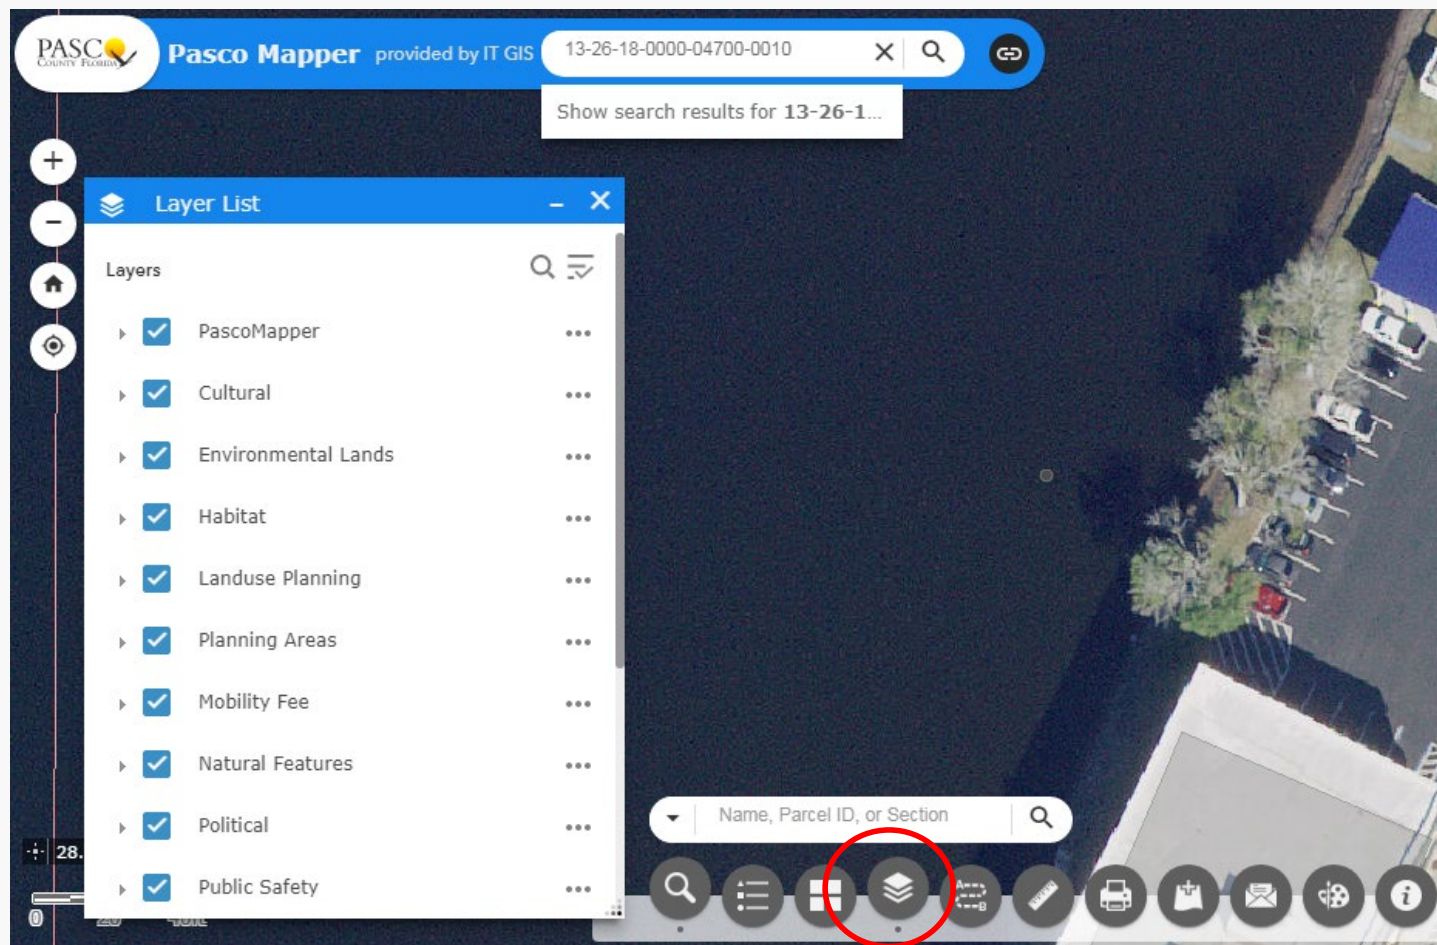 PASCO
COUNTY FLORIDA
Pasco Mapper provided by IT GIS
13-26-18-0000-04700-0010
Show search results for 13-26-1...
Layer List
Layers
PascoMapper
Cultural
Environmental Lands
Habitat
Landuse Planning
Planning Areas
Mobility Fee
Natural Features
Political
Public Safety
Name, Parcel ID, or Section
28.
0
A
B
i